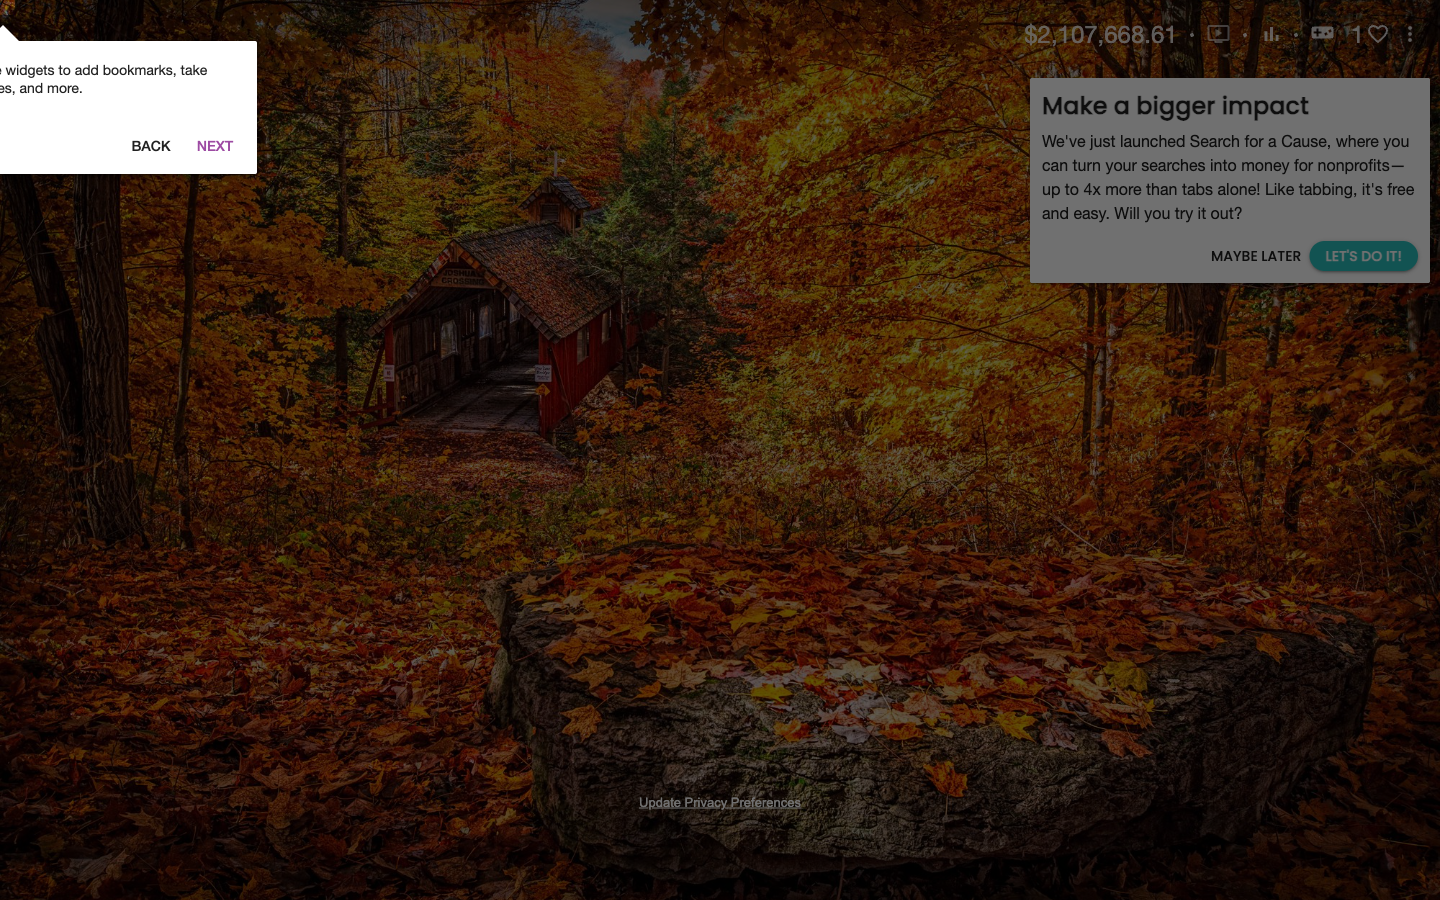 $2,107,668.61
1
widgets to add bookmarks, take
and more.
BACK NEXT
Make a bigger impact
We've just launched Search for a Cause, where you
can turn your searches into money for nonprofits—
up to 4x more than tabs alone! Like tabbing, it's free
and easy. Will you try it out?
MAYBE LATER LET'S DO IT!
Update Privacy Preferences